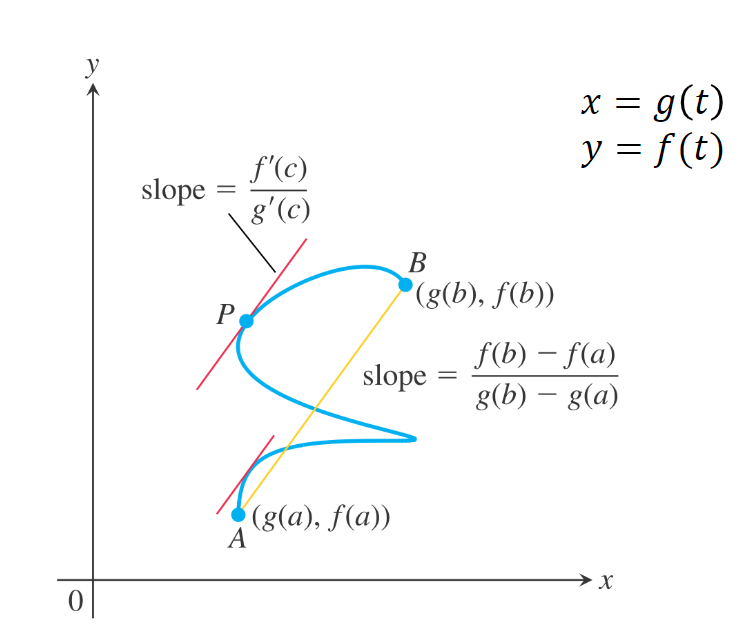 y
x = g(t)
y = f(t)
slope = f'(c) / g'(c)
B
(g(b), f(b))
P
slope = f(b) − f(a) / g(b) − g(a)
(g(a), f(a))
A
x
0